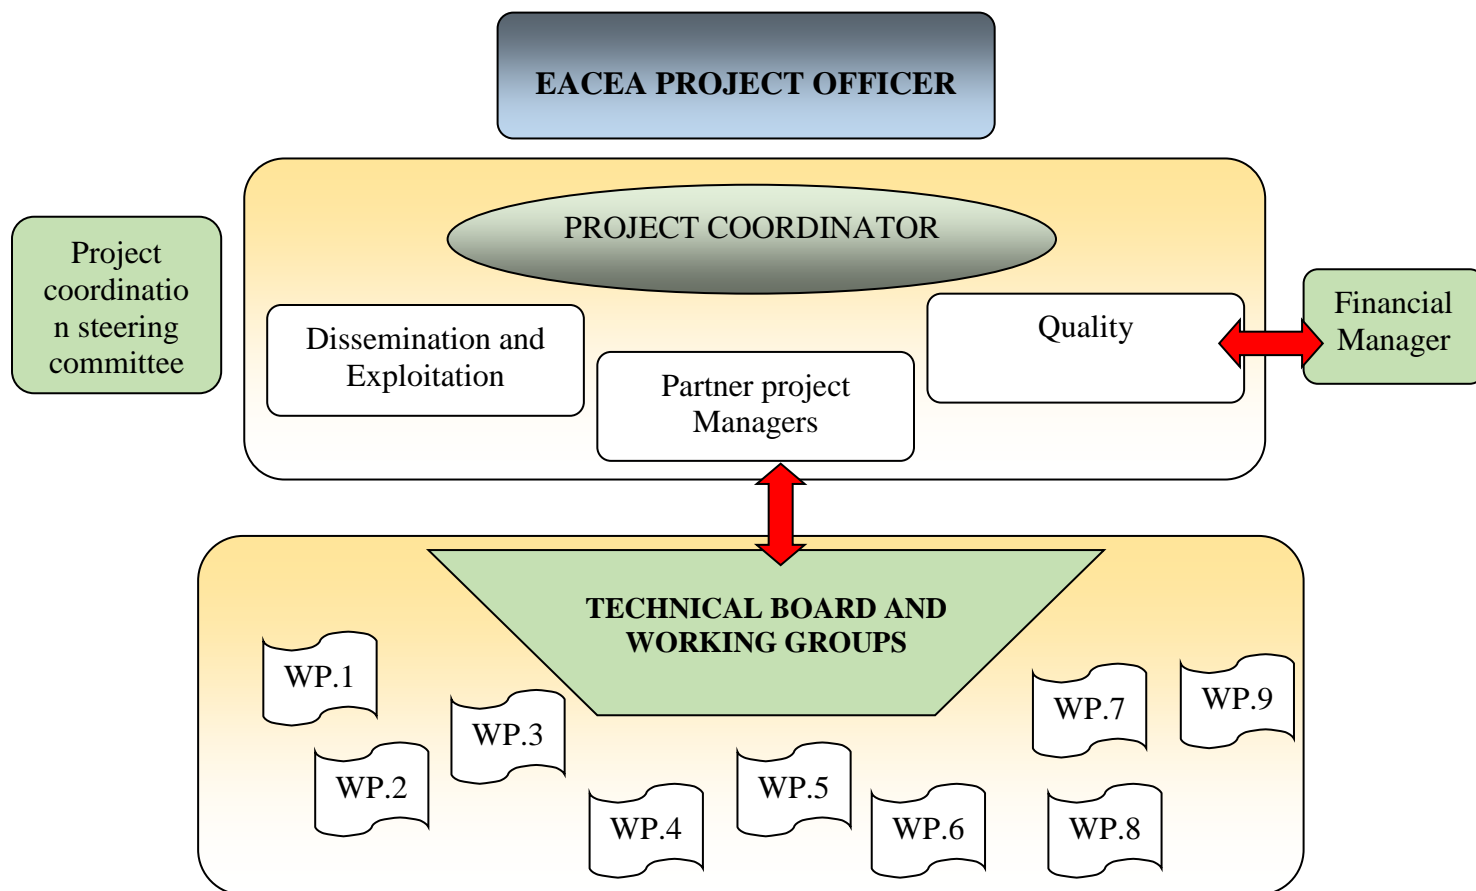 EACEA PROJECT OFFICER
PROJECT COORDINATOR
Project
coordinatio
n steering
committee
Dissemination and
Exploitation
Partner project
Managers
Quality
Financial
Manager
TECHNICAL BOARD AND
WORKING GROUPS
WP.1
WP.2
WP.3
WP.4
WP.5
WP.6
WP.7
WP.8
WP.9